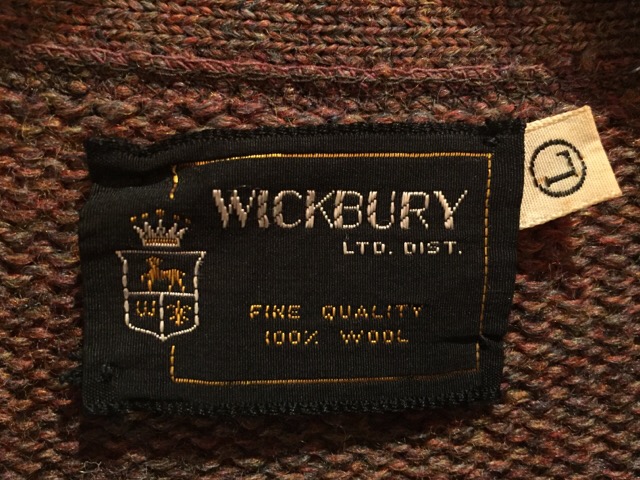 WICKBURY
LTD. DIST.
FINE QUALITY
100% WOOL
W
L